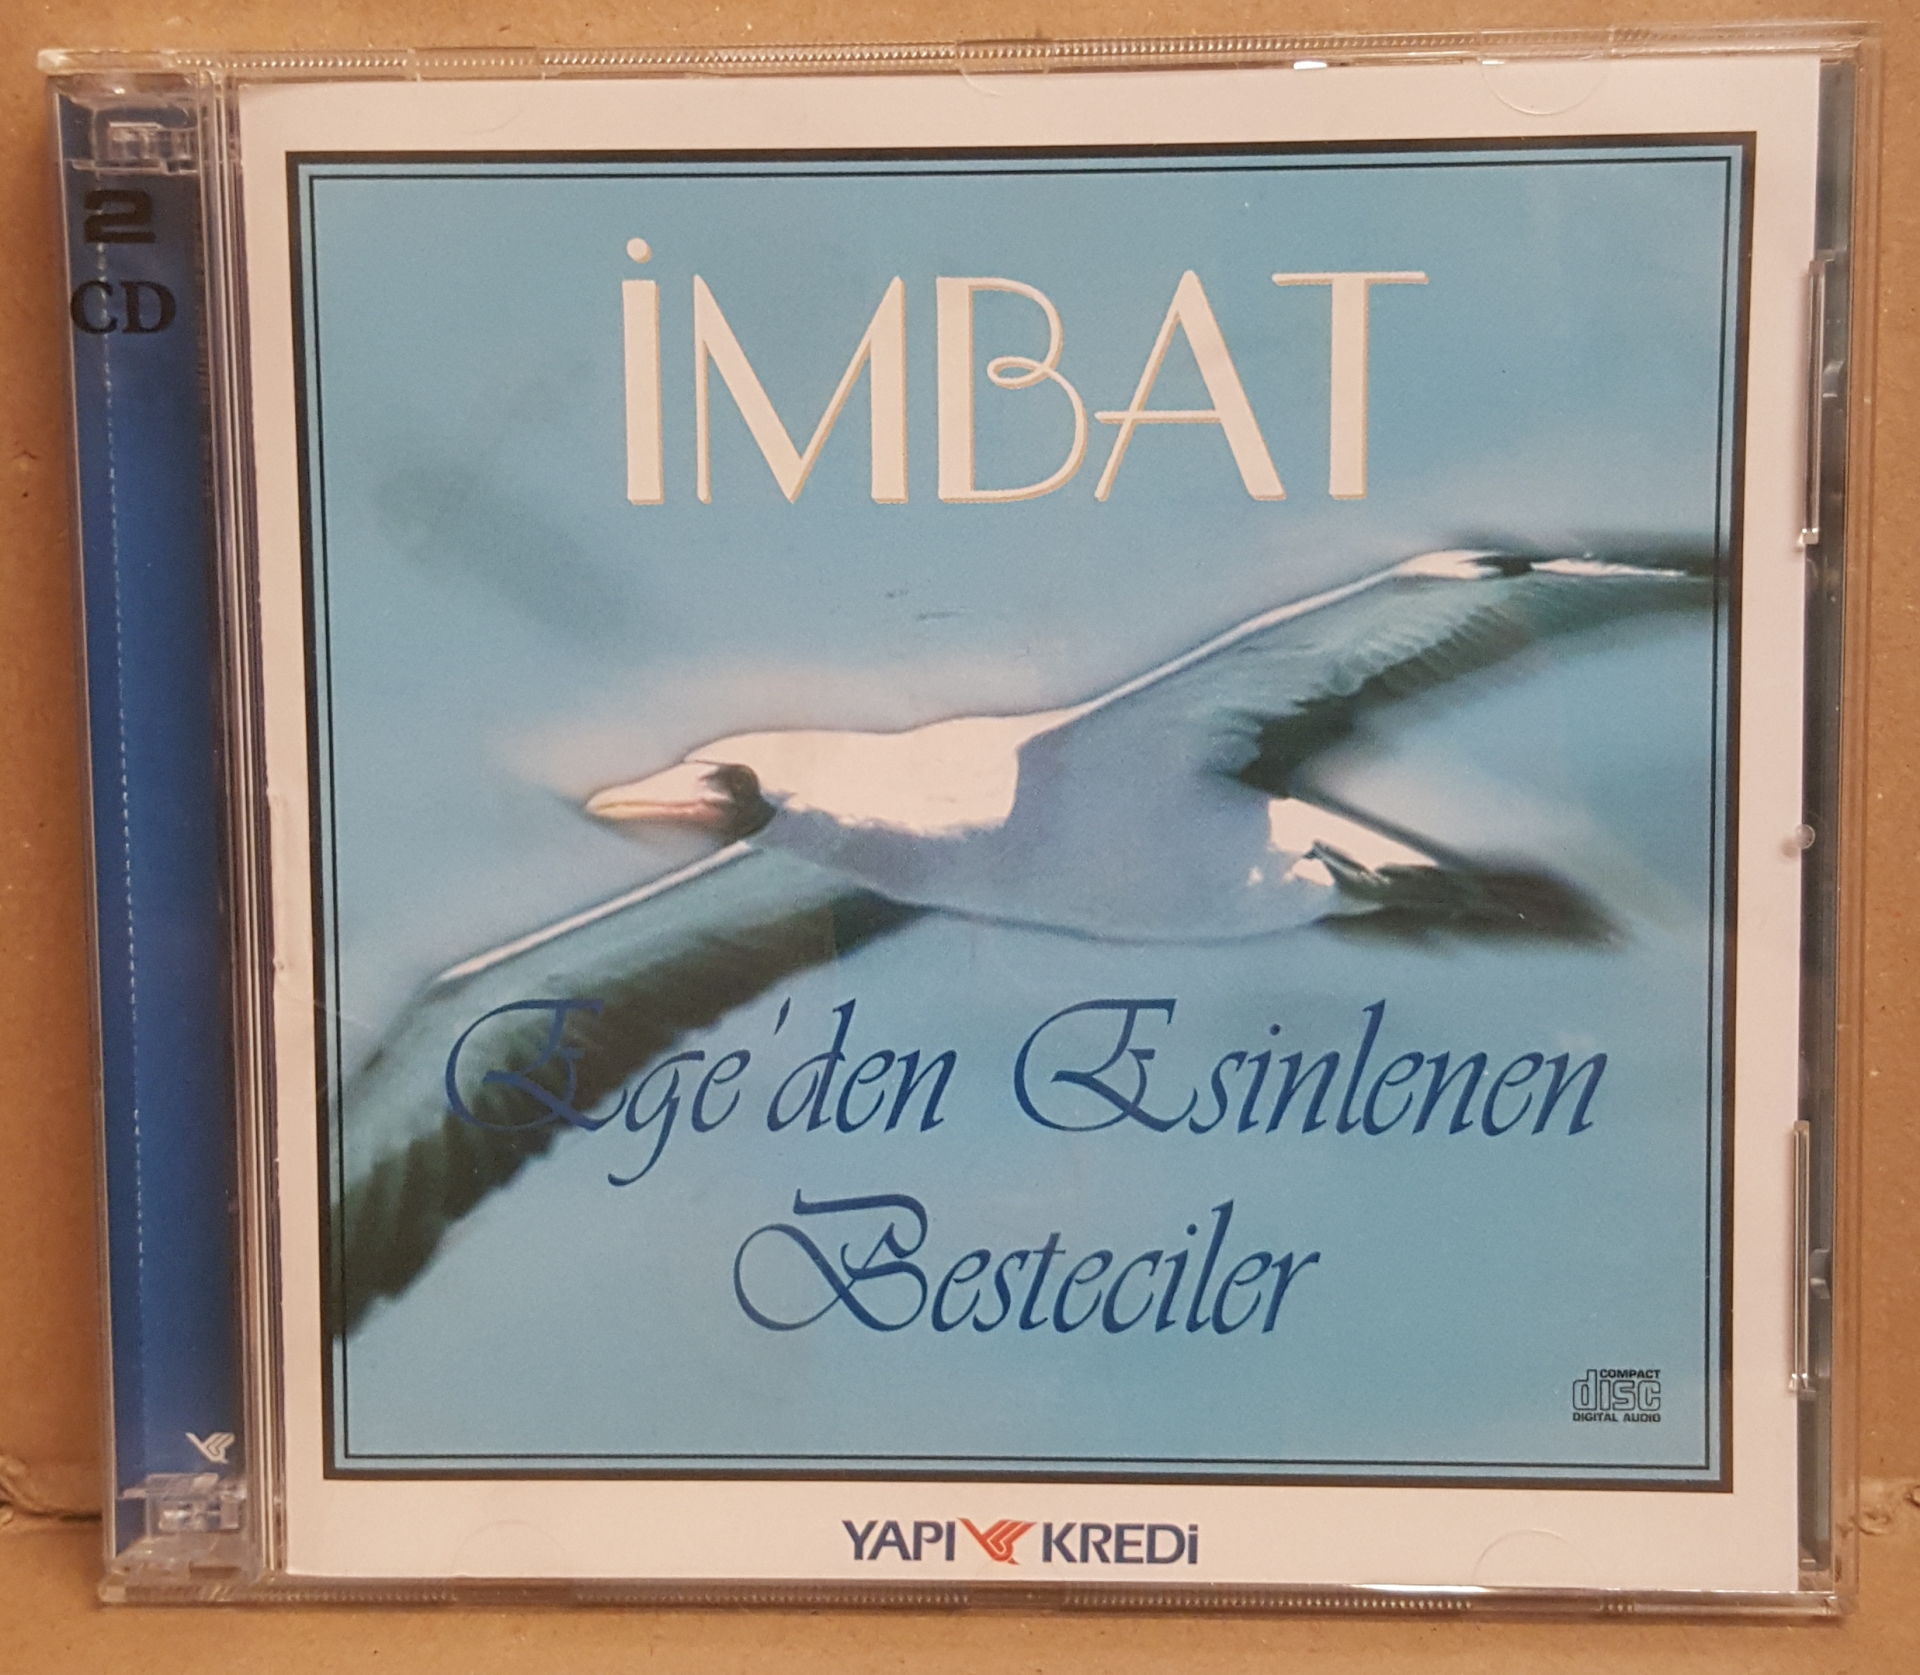 2
CD
İMBAT
Ege'den Esinlenen
Besteciler
COMPACT
disc
DIGITAL AUDIO
YAPI KREDi